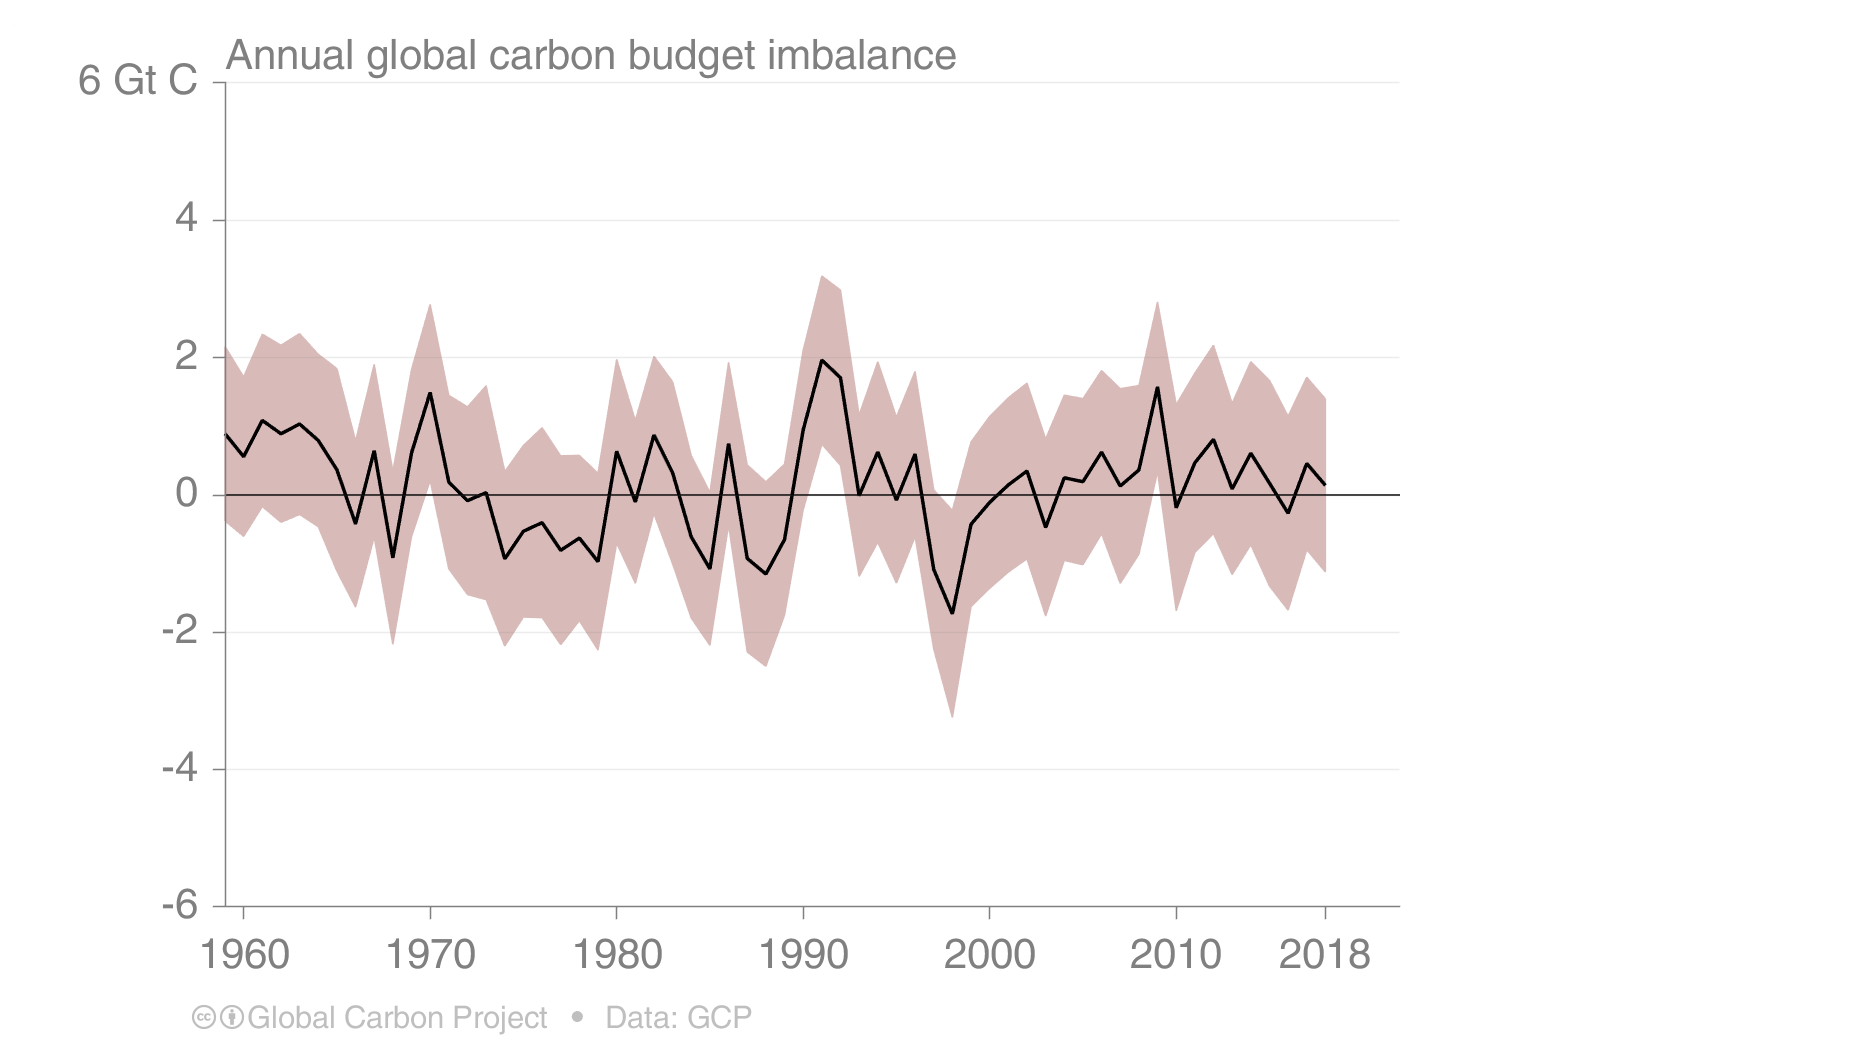 Annual global carbon budget imbalance
6 Gt C
4
2
0
-2
-4
-6
1960 1970 1980 1990 2000 2010 2018
cc Global Carbon Project • Data: GCP